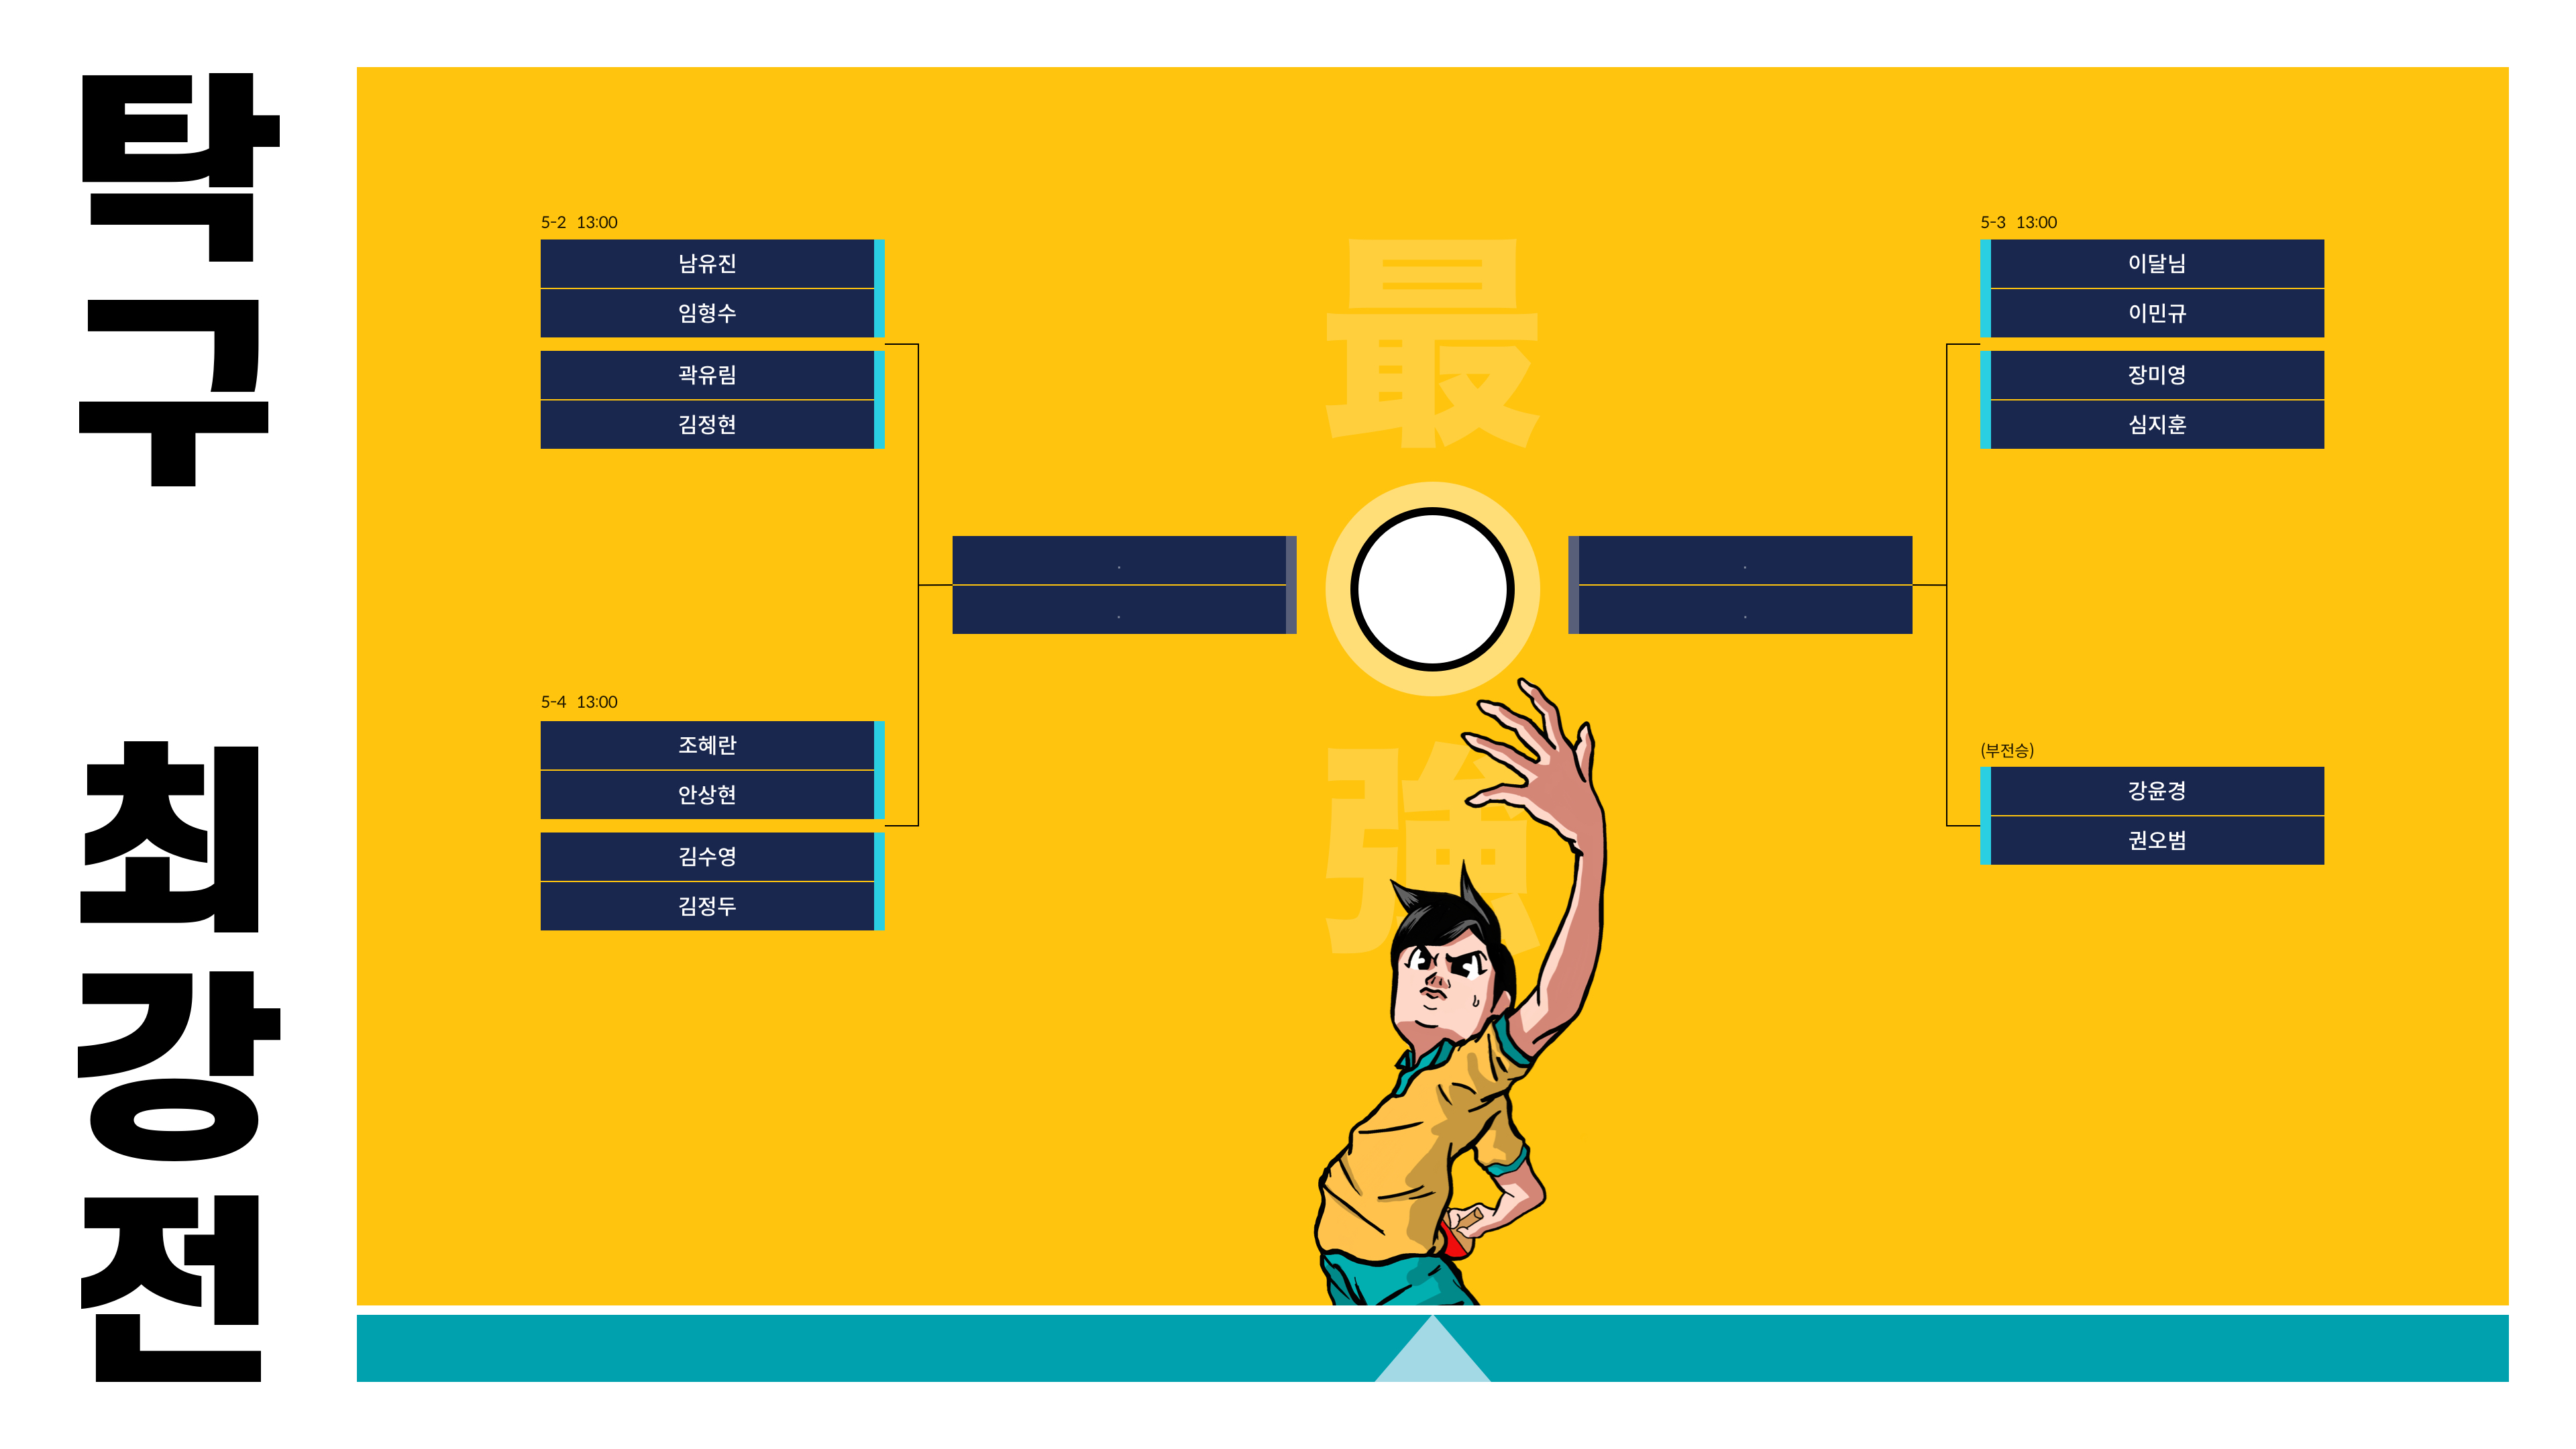 탁구 최강전
5-2 13:00
남유진
임형수
곽유림
김정현
5-4 13:00
조혜란
안상현
김수영
김정두
最強
5-3 13:00
이달님
이민규
장미영
심지훈
(부전승)
강윤경
권오범